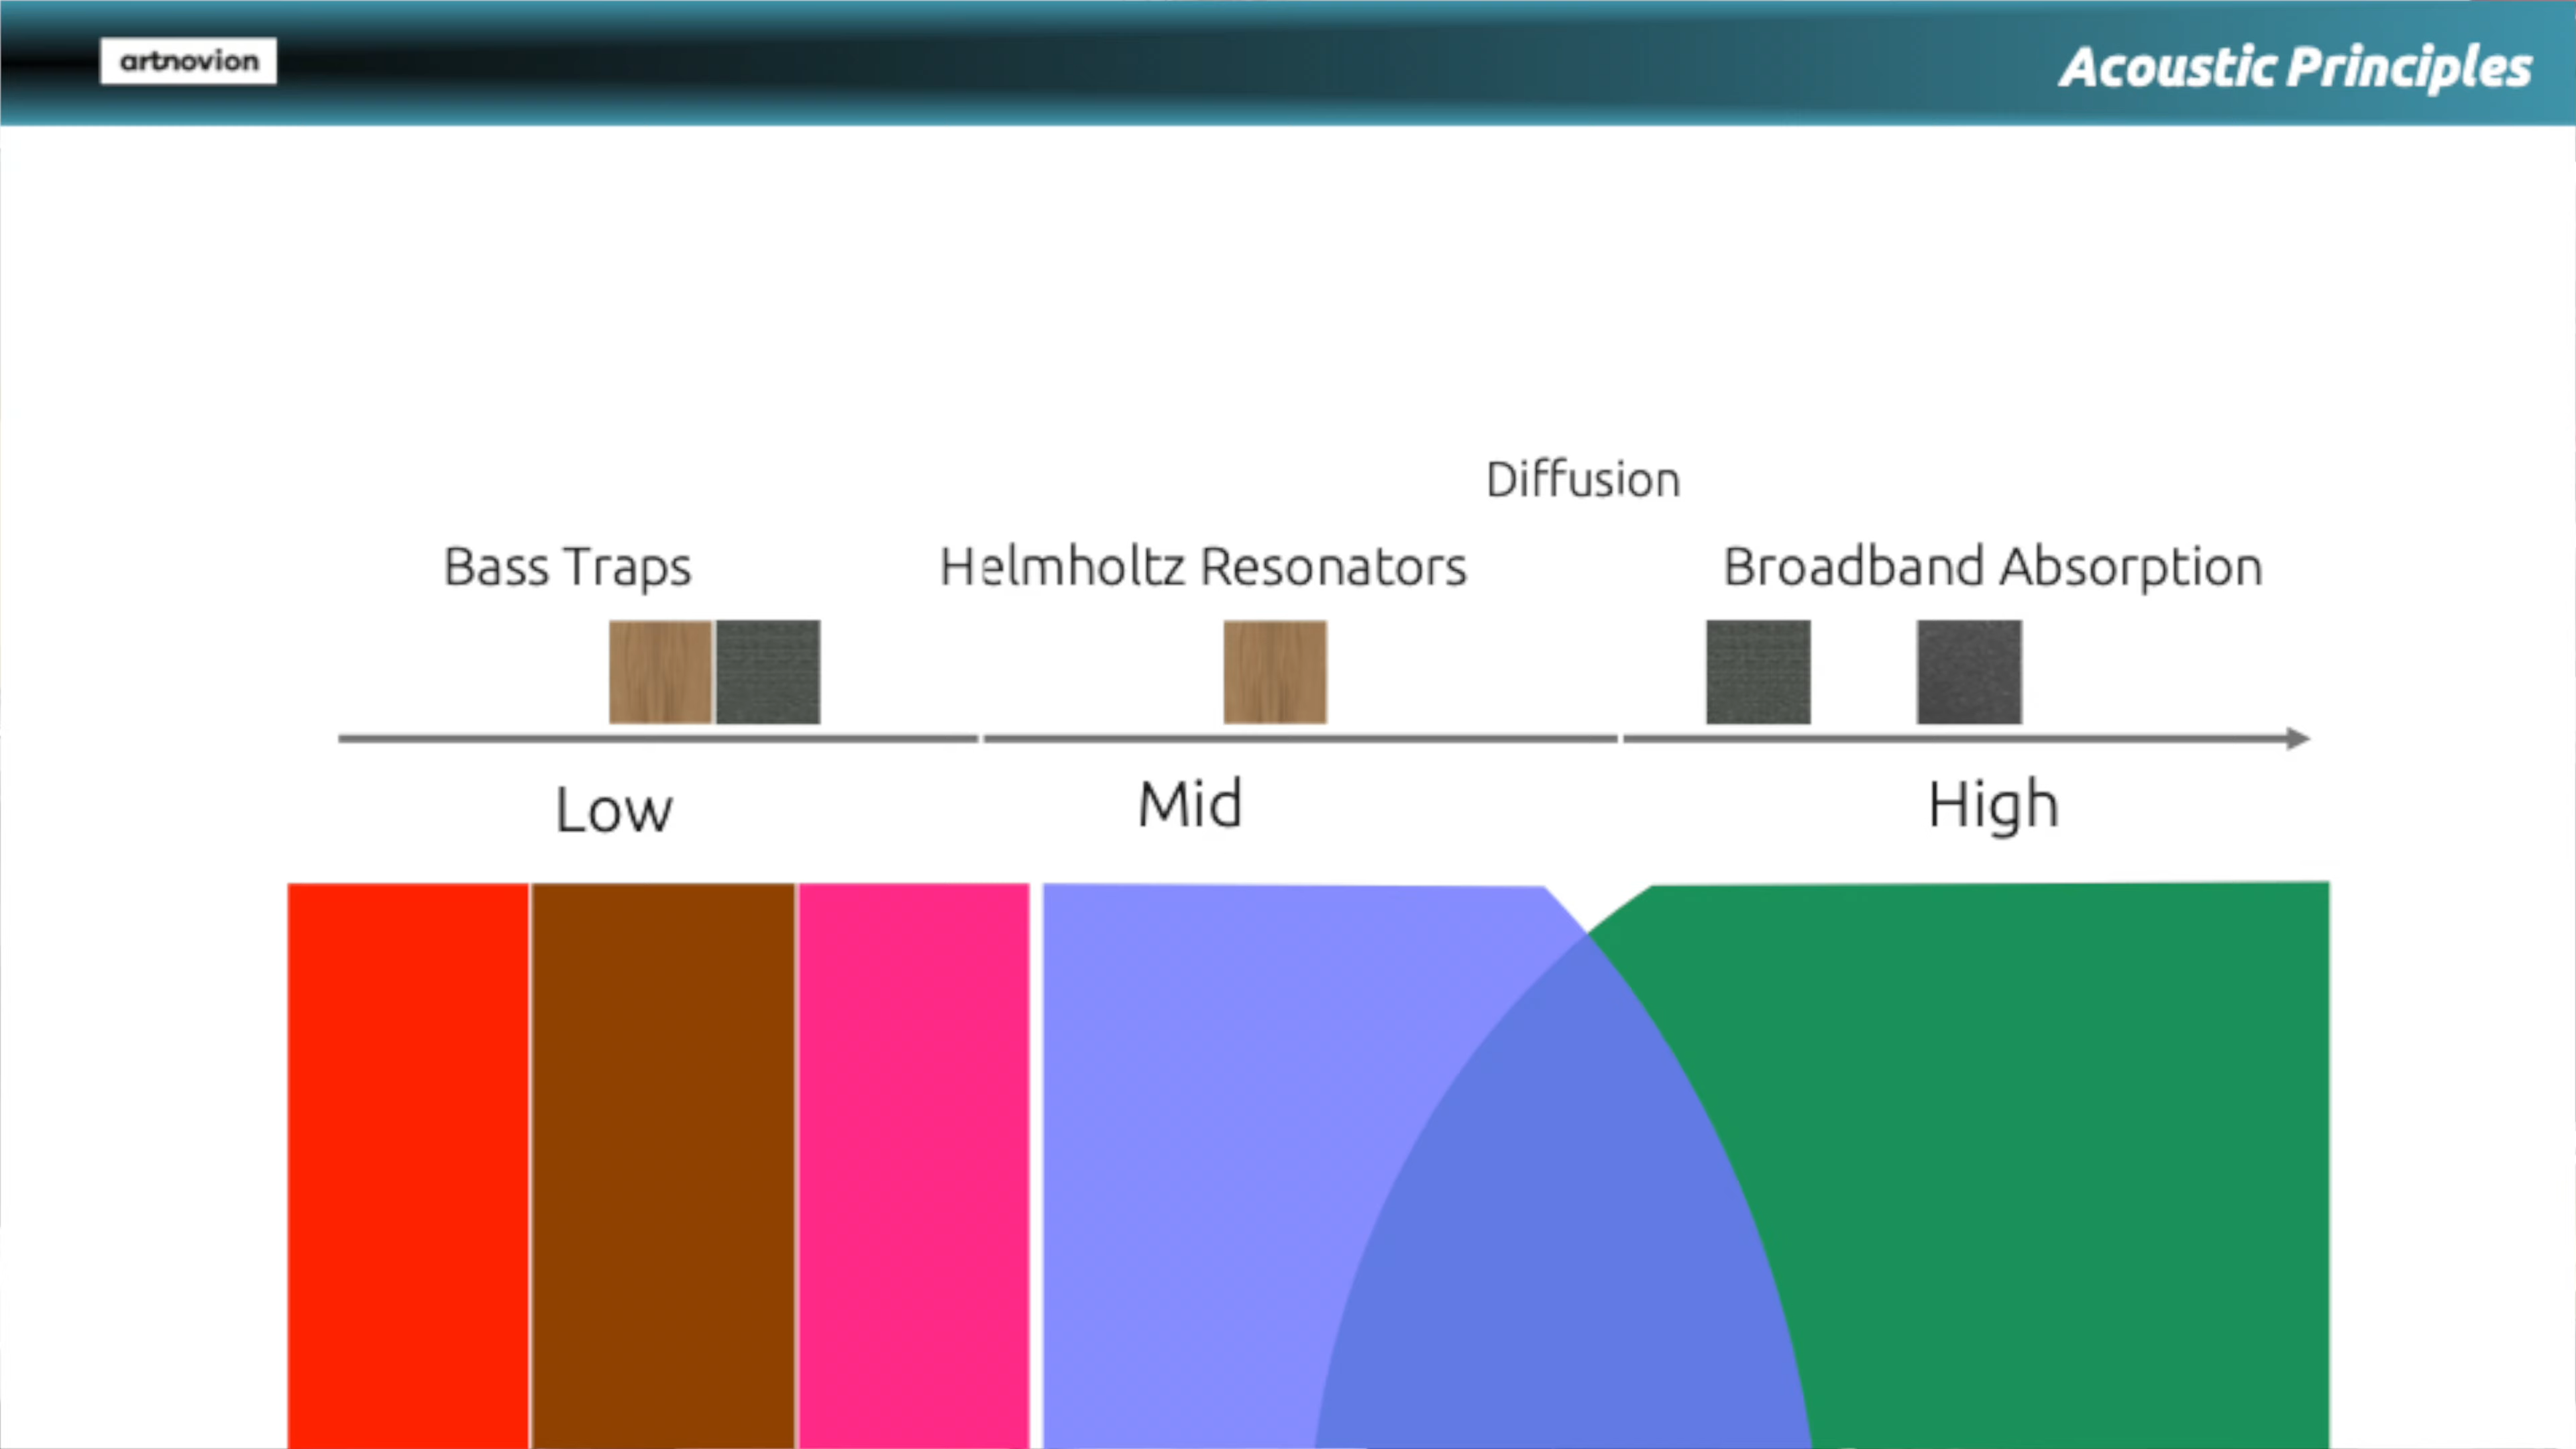 artnovion
Acoustic Principles
Diffusion
Bass Traps
Helmholtz Resonators
Broadband Absorption
Low
Mid
High